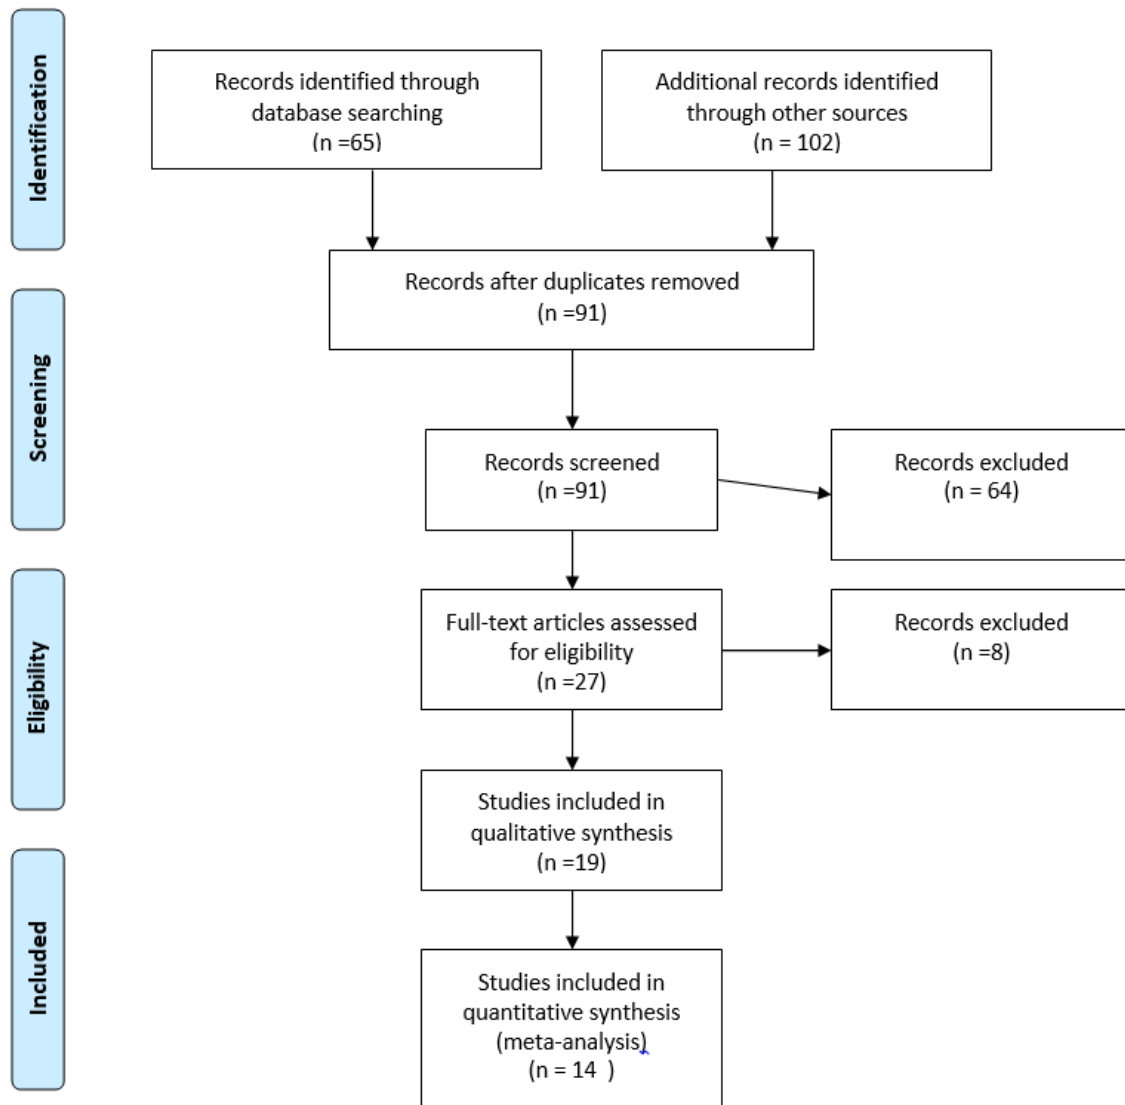 Identification
Records identified through
database searching
(n =65)
Additional records identified
through other sources
(n = 102)
Records after duplicates removed
(n =91)
Screening
Records screened
(n =91)
Records excluded
(n = 64)
Eligibility
Full-text articles assessed
for eligibility
(n =27)
Records excluded
(n =8)
Studies included in
qualitative synthesis
(n =19)
Included
Studies included in
quantitative synthesis
(meta-analysis)
(n = 14  )